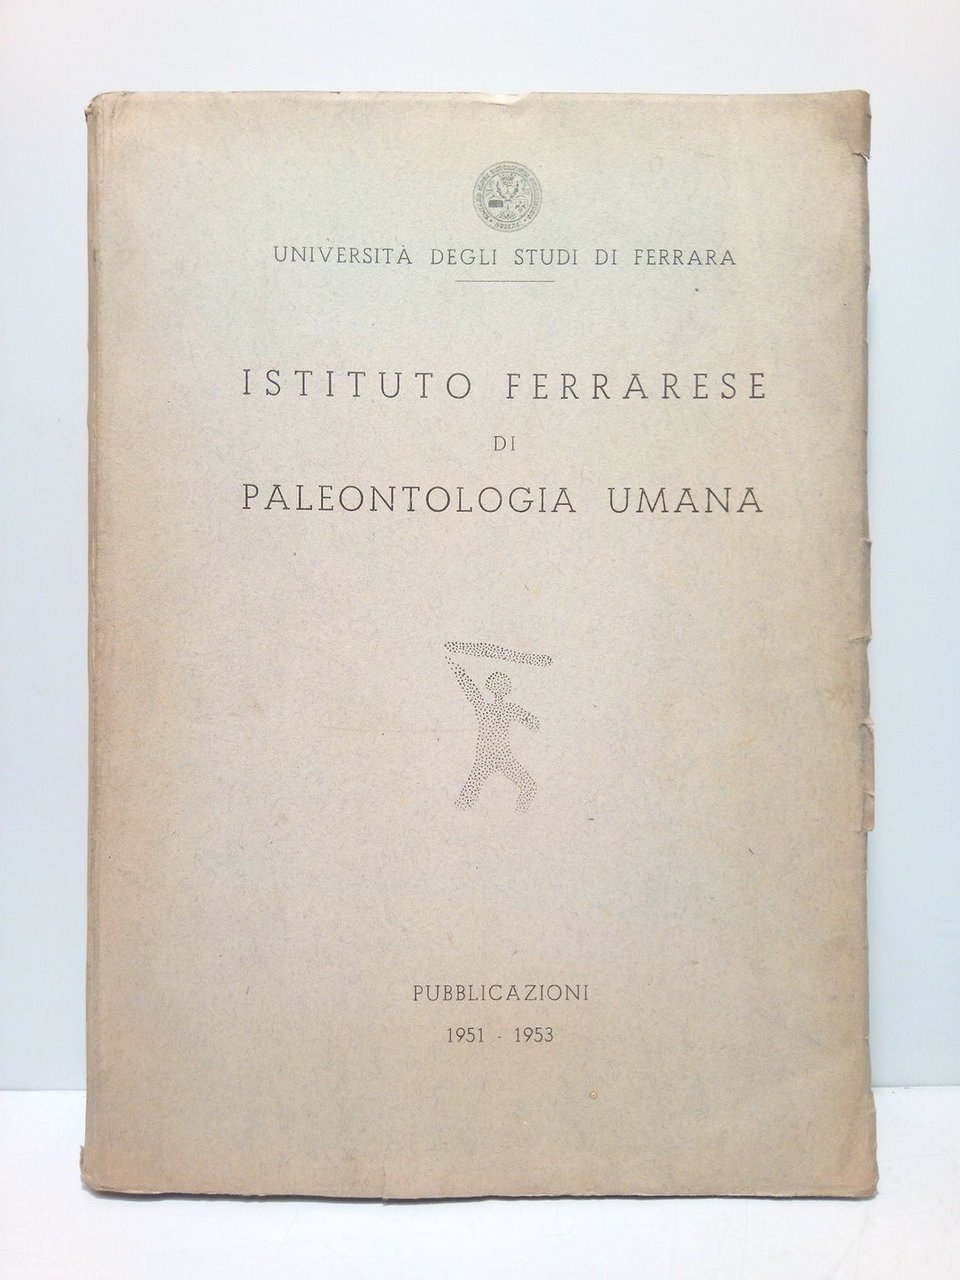 UNIVERSITÀ DEGLI STUDI DI FERRARA
ISTITUTO FERRARESE
DI
PALEONTOLOGIA UMANA
PUBBLICAZIONI
1951 - 1953